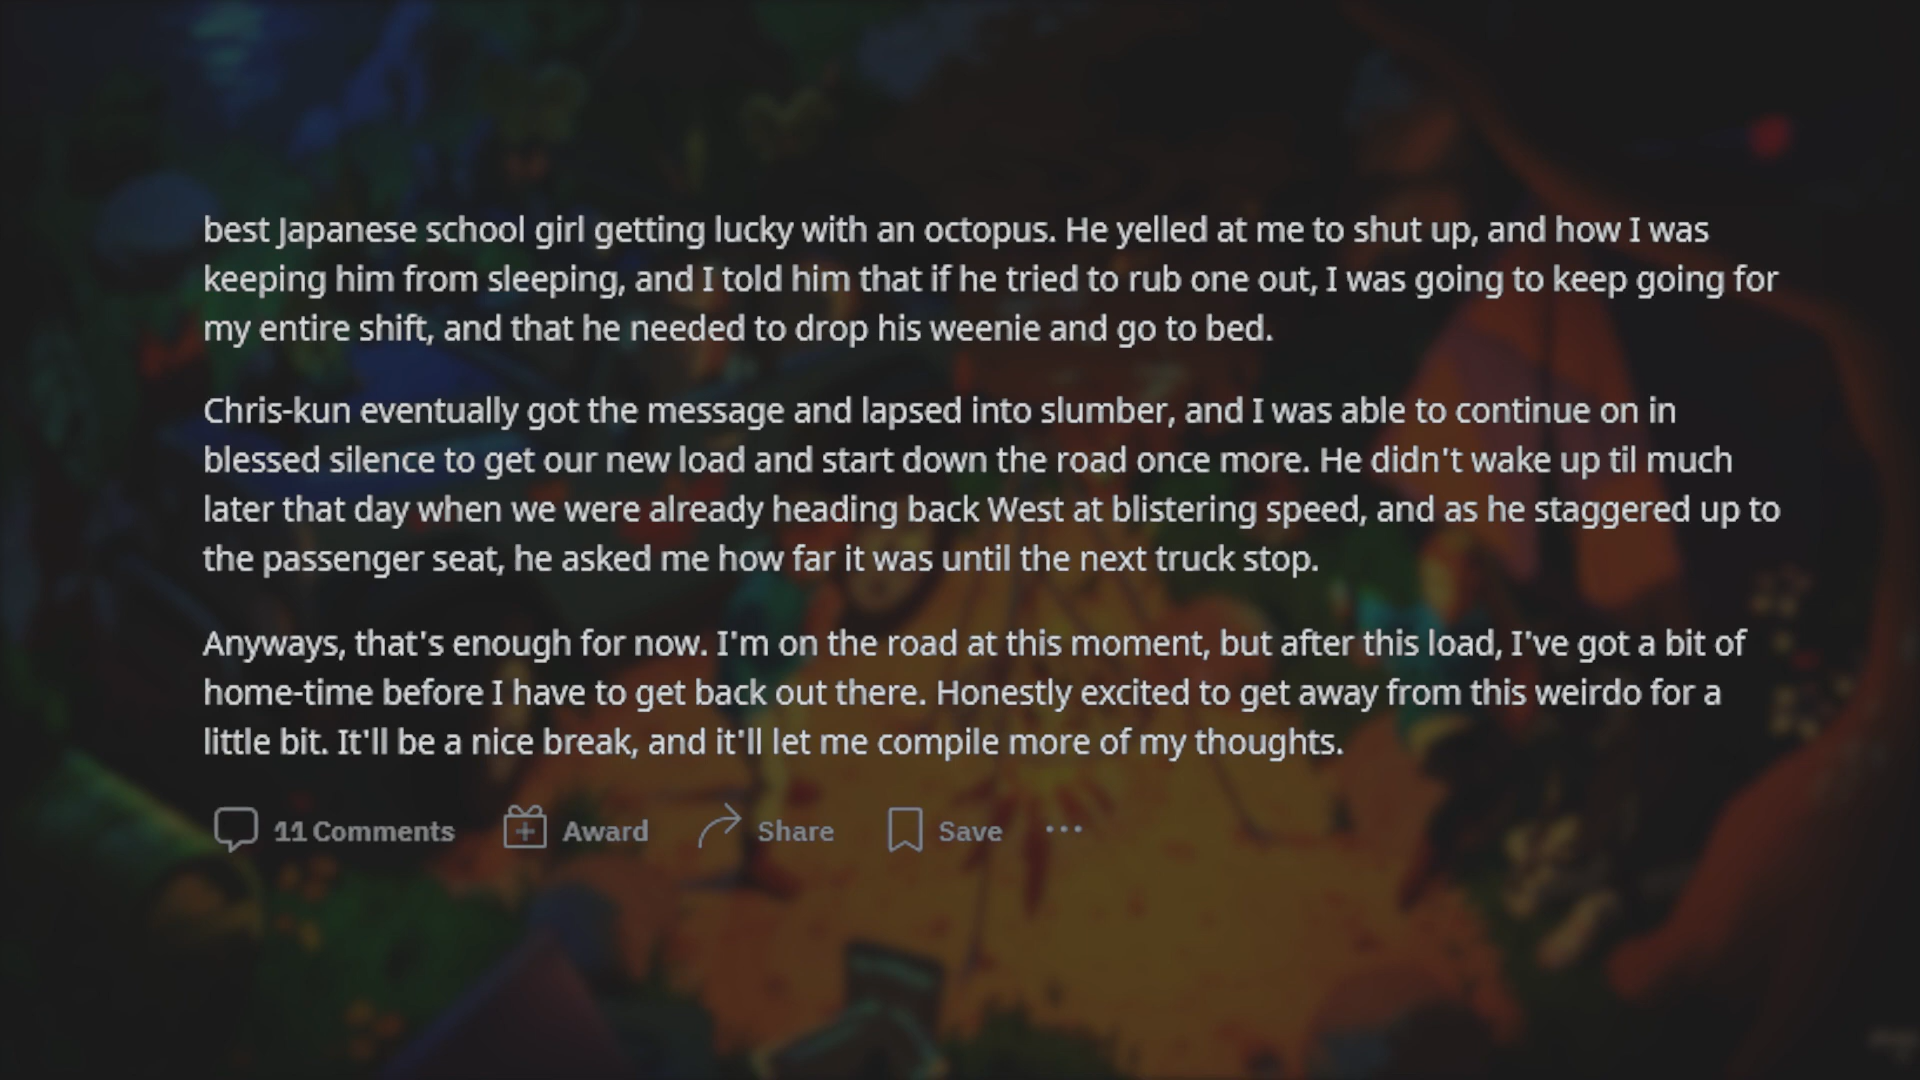 best Japanese school girl getting lucky with an octopus. He yelled at me to shut up, and how I was
keeping him from sleeping, and I told him that if he tried to rub one out, I was going to keep going for
my entire shift, and that he needed to drop his weenie and go to bed.
Chris-kun eventually got the message and lapsed into slumber, and I was able to continue on in
blessed silence to get our new load and start down the road once more. He didn't wake up til much
later that day when we were already heading back West at blistering speed, and as he staggered up to
the passenger seat, he asked me how far it was until the next truck stop.
Anyways, that's enough for now. I'm on the road at this moment, but after this load, I've got a bit of
home-time before I have to get back out there. Honestly excited to get away from this weirdo for a
little bit. It'll be a nice break, and it'll let me compile more of my thoughts.
11 Comments Award Share Save ...